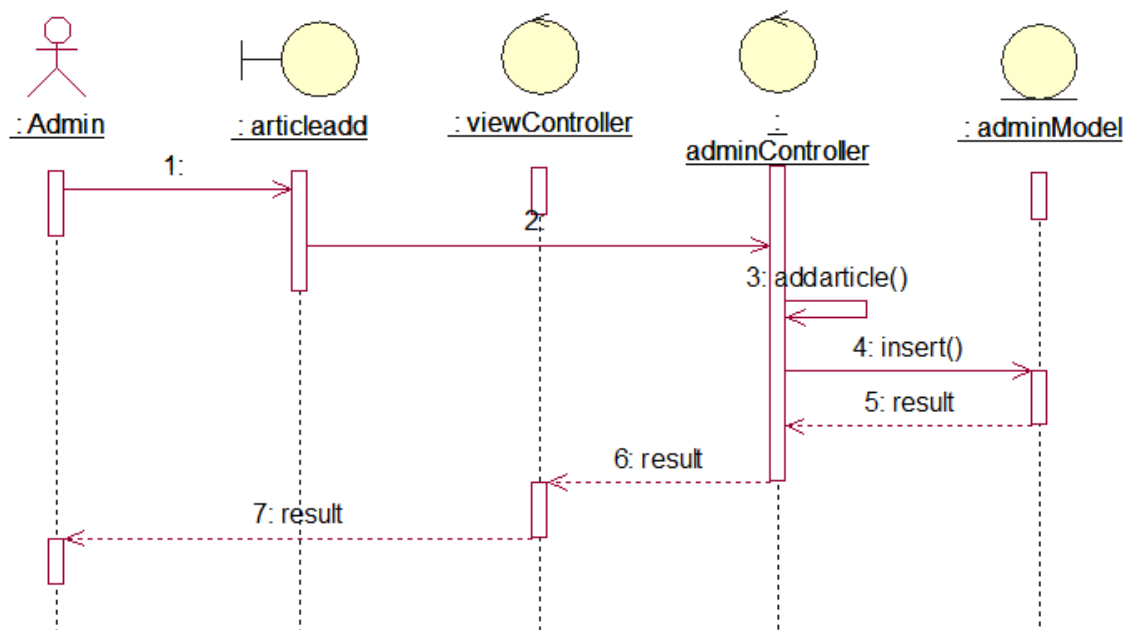 : Admin
: articleadd
: viewController
:
adminController
: adminModel
1:
2:
3: addarticle()
4: insert()
5: result
6: result
7: result